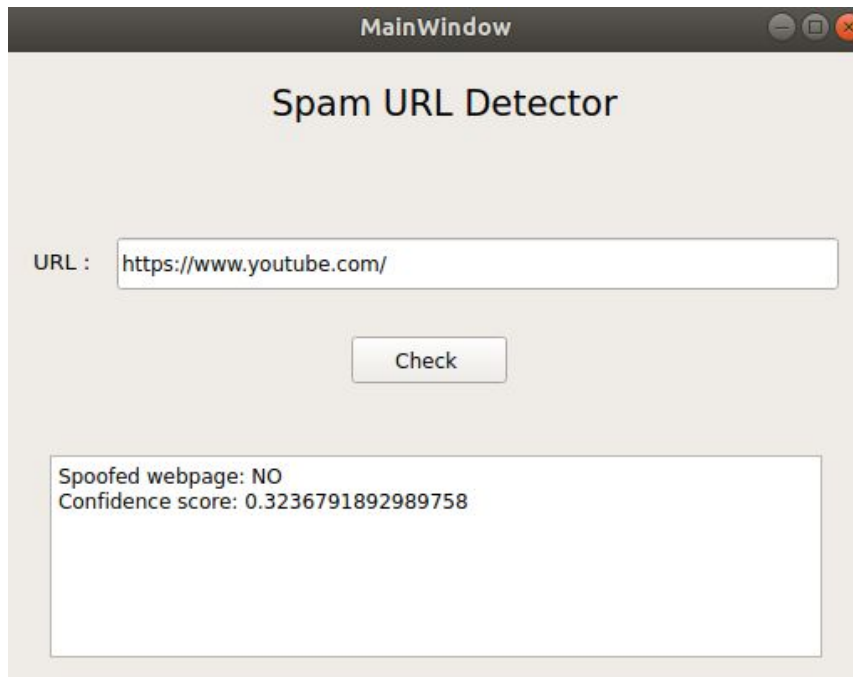 MainWindow
Spam URL Detector
URL : https://www.youtube.com/
Check
Spoofed webpage: NO
Confidence score: 0.3236791892989758